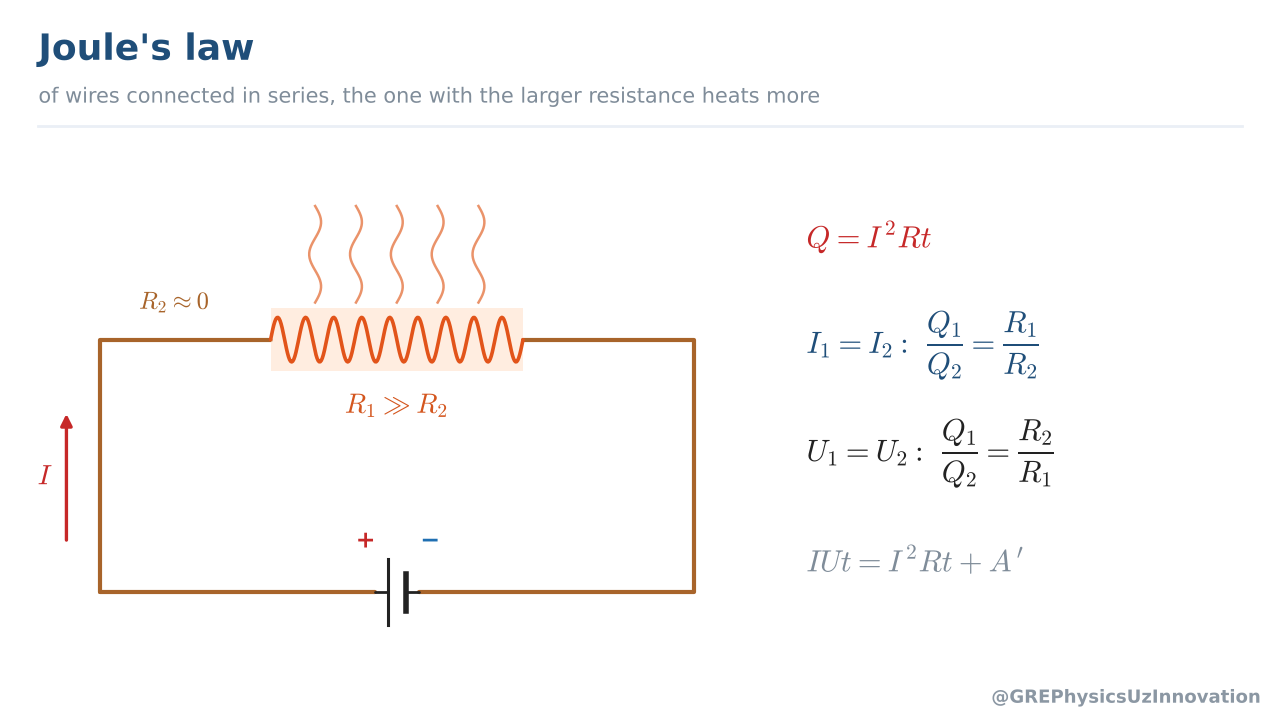 Joule's law
of wires connected in series, the one with the larger resistance heats more
R₂ ≈ 0
R₁ ≫ R₂
I
+ −
Q = I²Rt
I₁ = I₂ : Q₁/Q₂ = R₁/R₂
U₁ = U₂ : Q₁/Q₂ = R₂/R₁
IUt = I²Rt + A′
@GREPhysicsUzInnovation